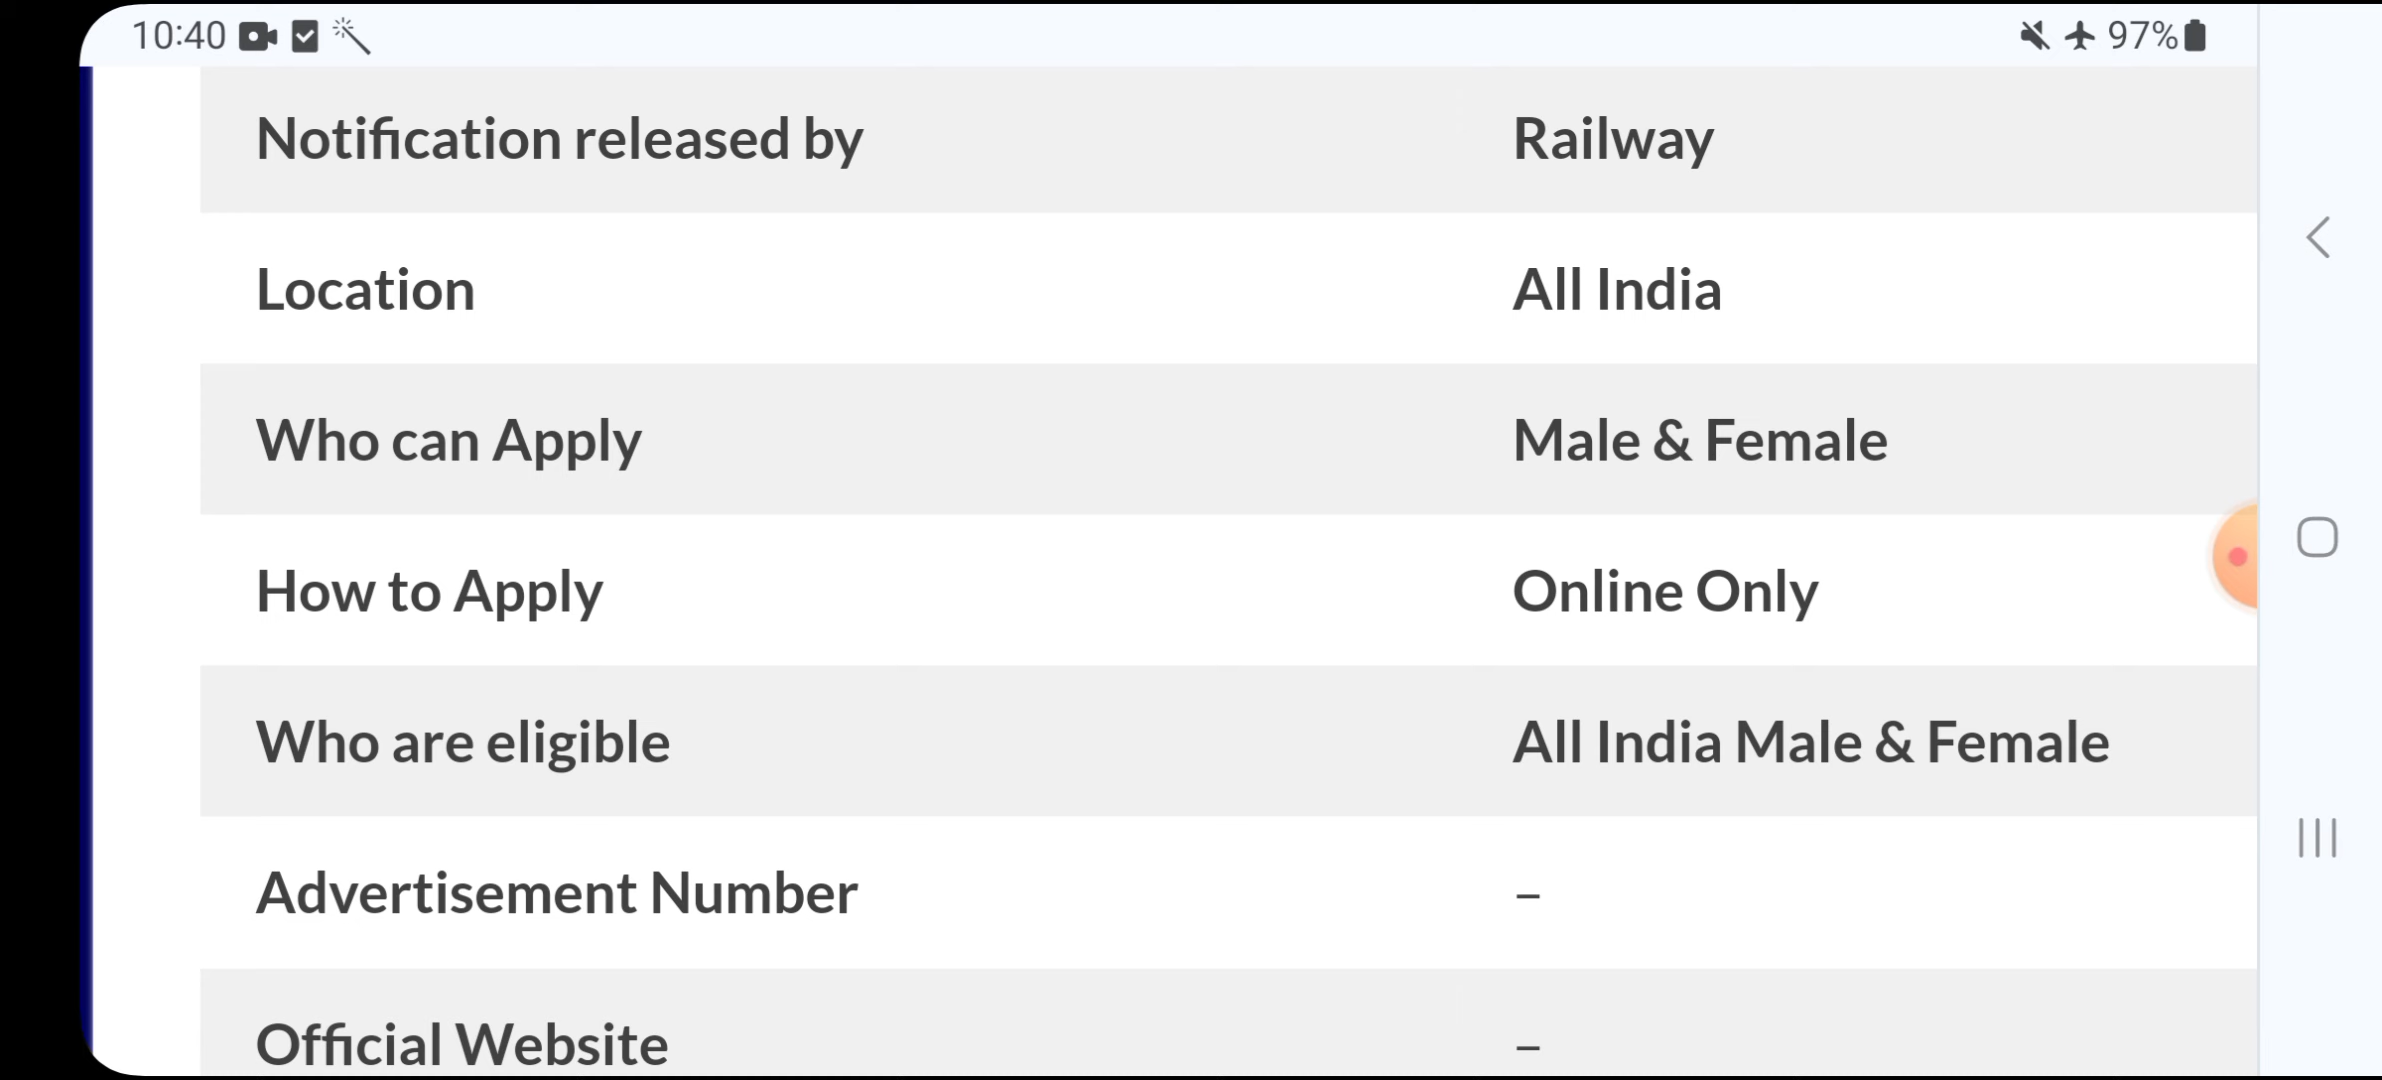 10:40 97%
Notification released by Railway
Location All India
Who can Apply Male & Female
How to Apply Online Only
Who are eligible All India Male & Female
Advertisement Number –
Official Website –